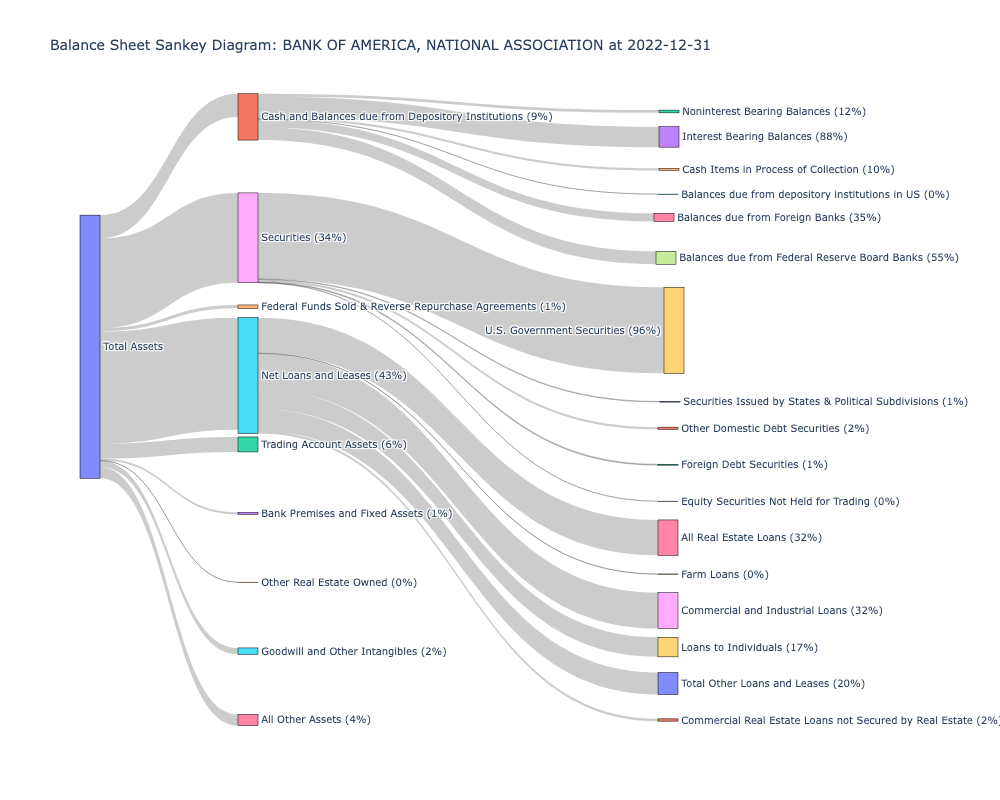 Balance Sheet Sankey Diagram: BANK OF AMERICA, NATIONAL ASSOCIATION at 2022-12-31
Total Assets
Cash and Balances due from Depository Institutions (9%)
Securities (34%)
Federal Funds Sold & Reverse Repurchase Agreements (1%)
Net Loans and Leases (43%)
Trading Account Assets (6%)
Bank Premises and Fixed Assets (1%)
Other Real Estate Owned (0%)
Goodwill and Other Intangibles (2%)
All Other Assets (4%)
Noninterest Bearing Balances (12%)
Interest Bearing Balances (88%)
Cash Items in Process of Collection (10%)
Balances due from depository institutions in US (0%)
Balances due from Foreign Banks (35%)
Balances due from Federal Reserve Board Banks (55%)
U.S. Government Securities (96%)
Securities Issued by States & Political Subdivisions (1%)
Other Domestic Debt Securities (2%)
Foreign Debt Securities (1%)
Equity Securities Not Held for Trading (0%)
All Real Estate Loans (32%)
Farm Loans (0%)
Commercial and Industrial Loans (32%)
Loans to Individuals (17%)
Total Other Loans and Leases (20%)
Commercial Real Estate Loans not Secured by Real Estate (2%)